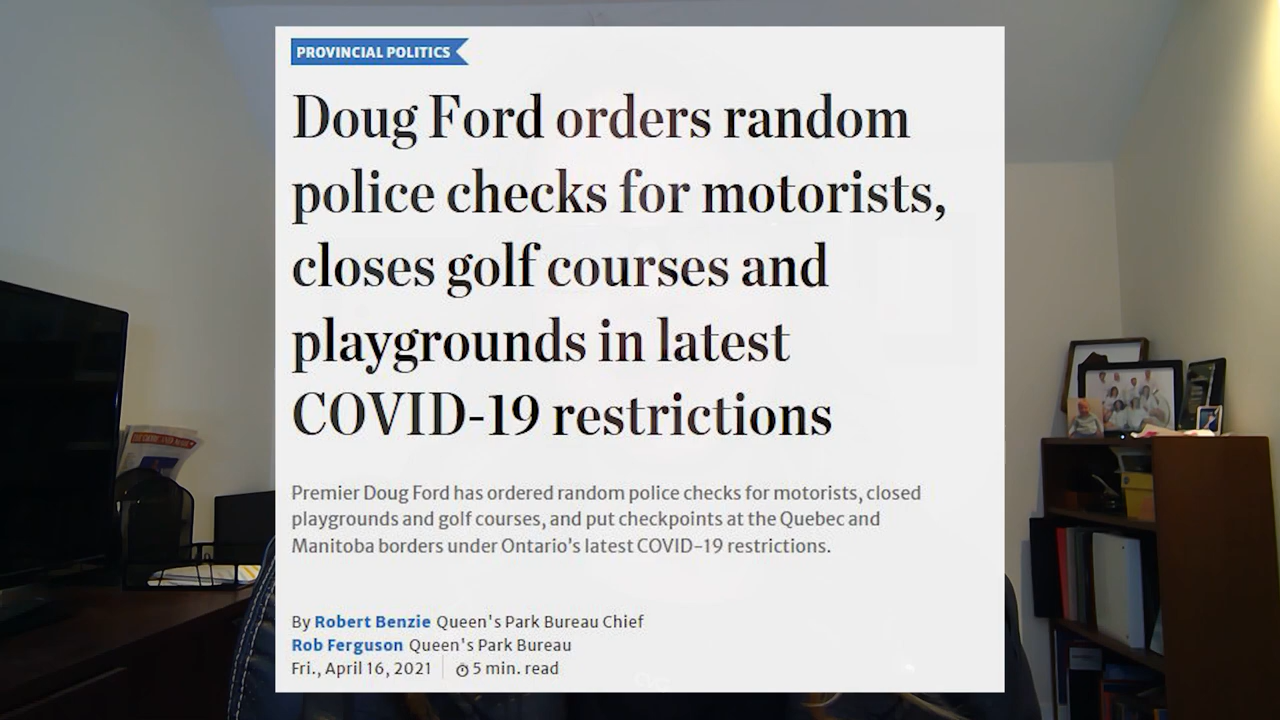 PROVINCIAL POLITICS
Doug Ford orders random
police checks for motorists,
closes golf courses and
playgrounds in latest
COVID-19 restrictions
Premier Doug Ford has ordered random police checks for motorists, closed
playgrounds and golf courses, and put checkpoints at the Quebec and
Manitoba borders under Ontario's latest COVID-19 restrictions.
By Robert Benzie Queen's Park Bureau Chief
Rob Ferguson Queen's Park Bureau
Fri., April 16, 2021 5 min. read